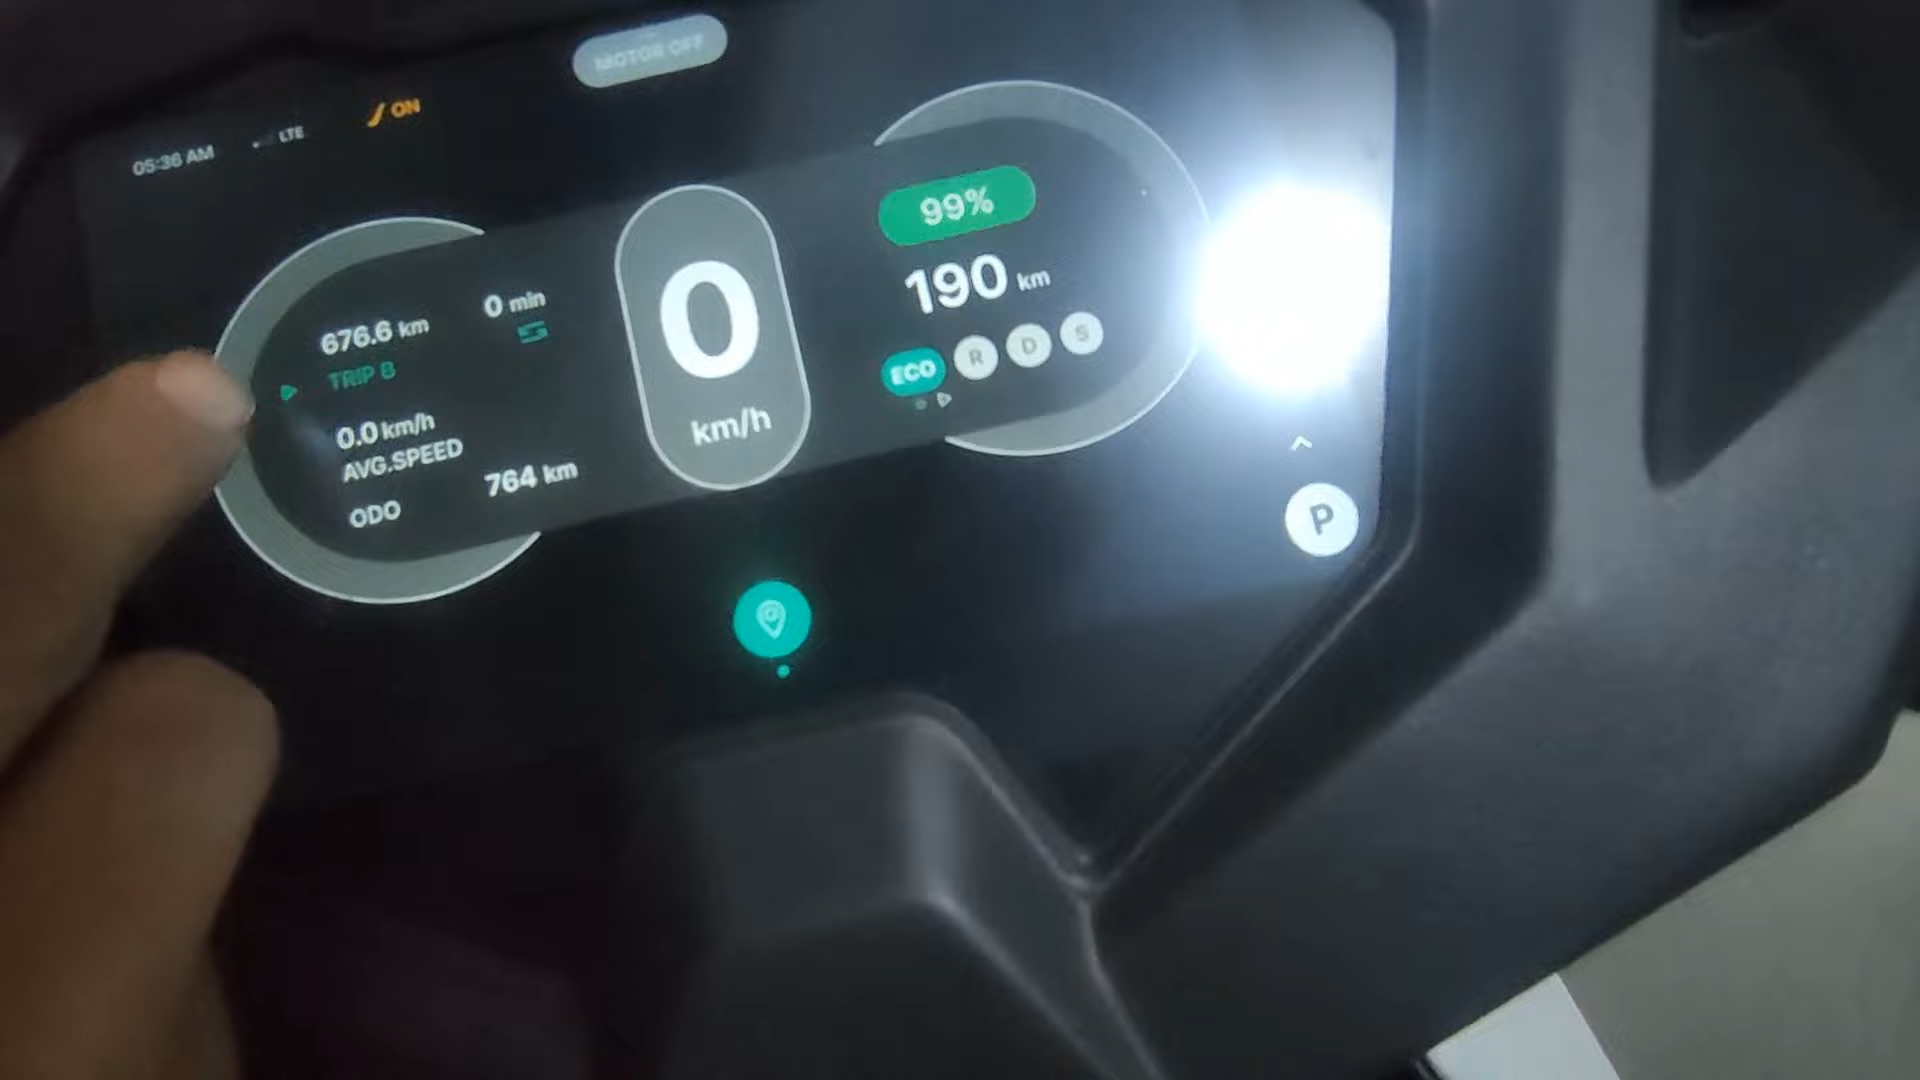 MOTOR OFF
05:36 AM LTE ON
676.6 km 0 min
TRIP B
0.0 km/h
AVG.SPEED
ODO 764 km
0
km/h
99%
190 km
ECO R D S
P